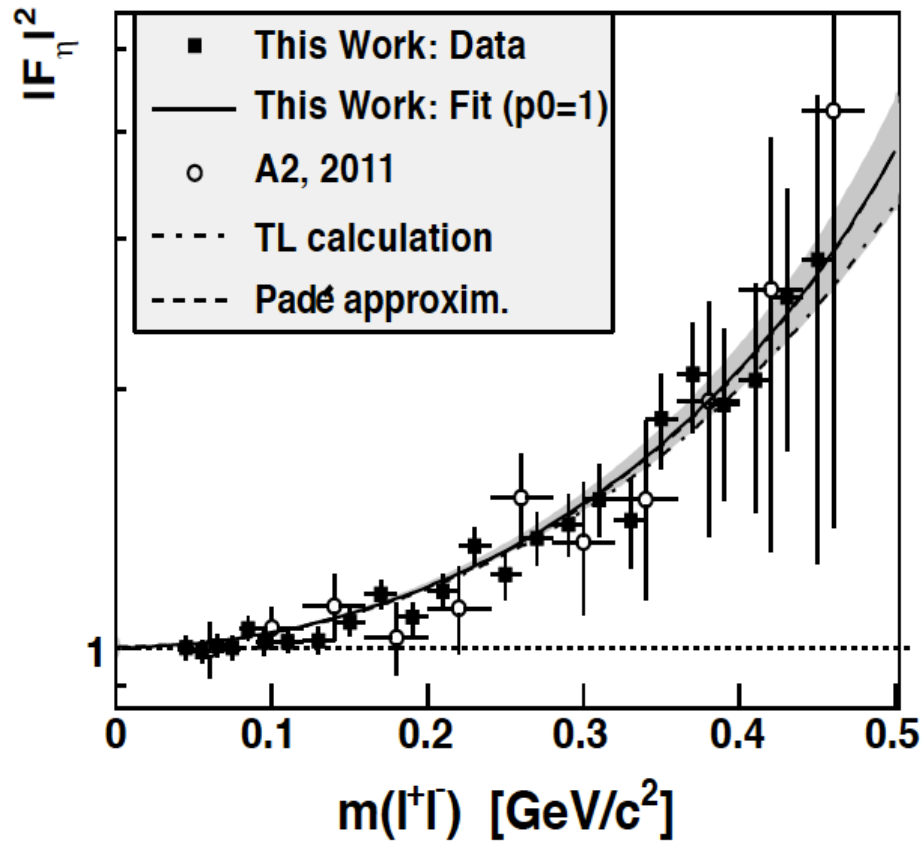 |F_η|²
This Work: Data
This Work: Fit (p0=1)
A2, 2011
TL calculation
Padé approxim.
1
0 0.1 0.2 0.3 0.4 0.5
m(l⁺l⁻) [GeV/c²]